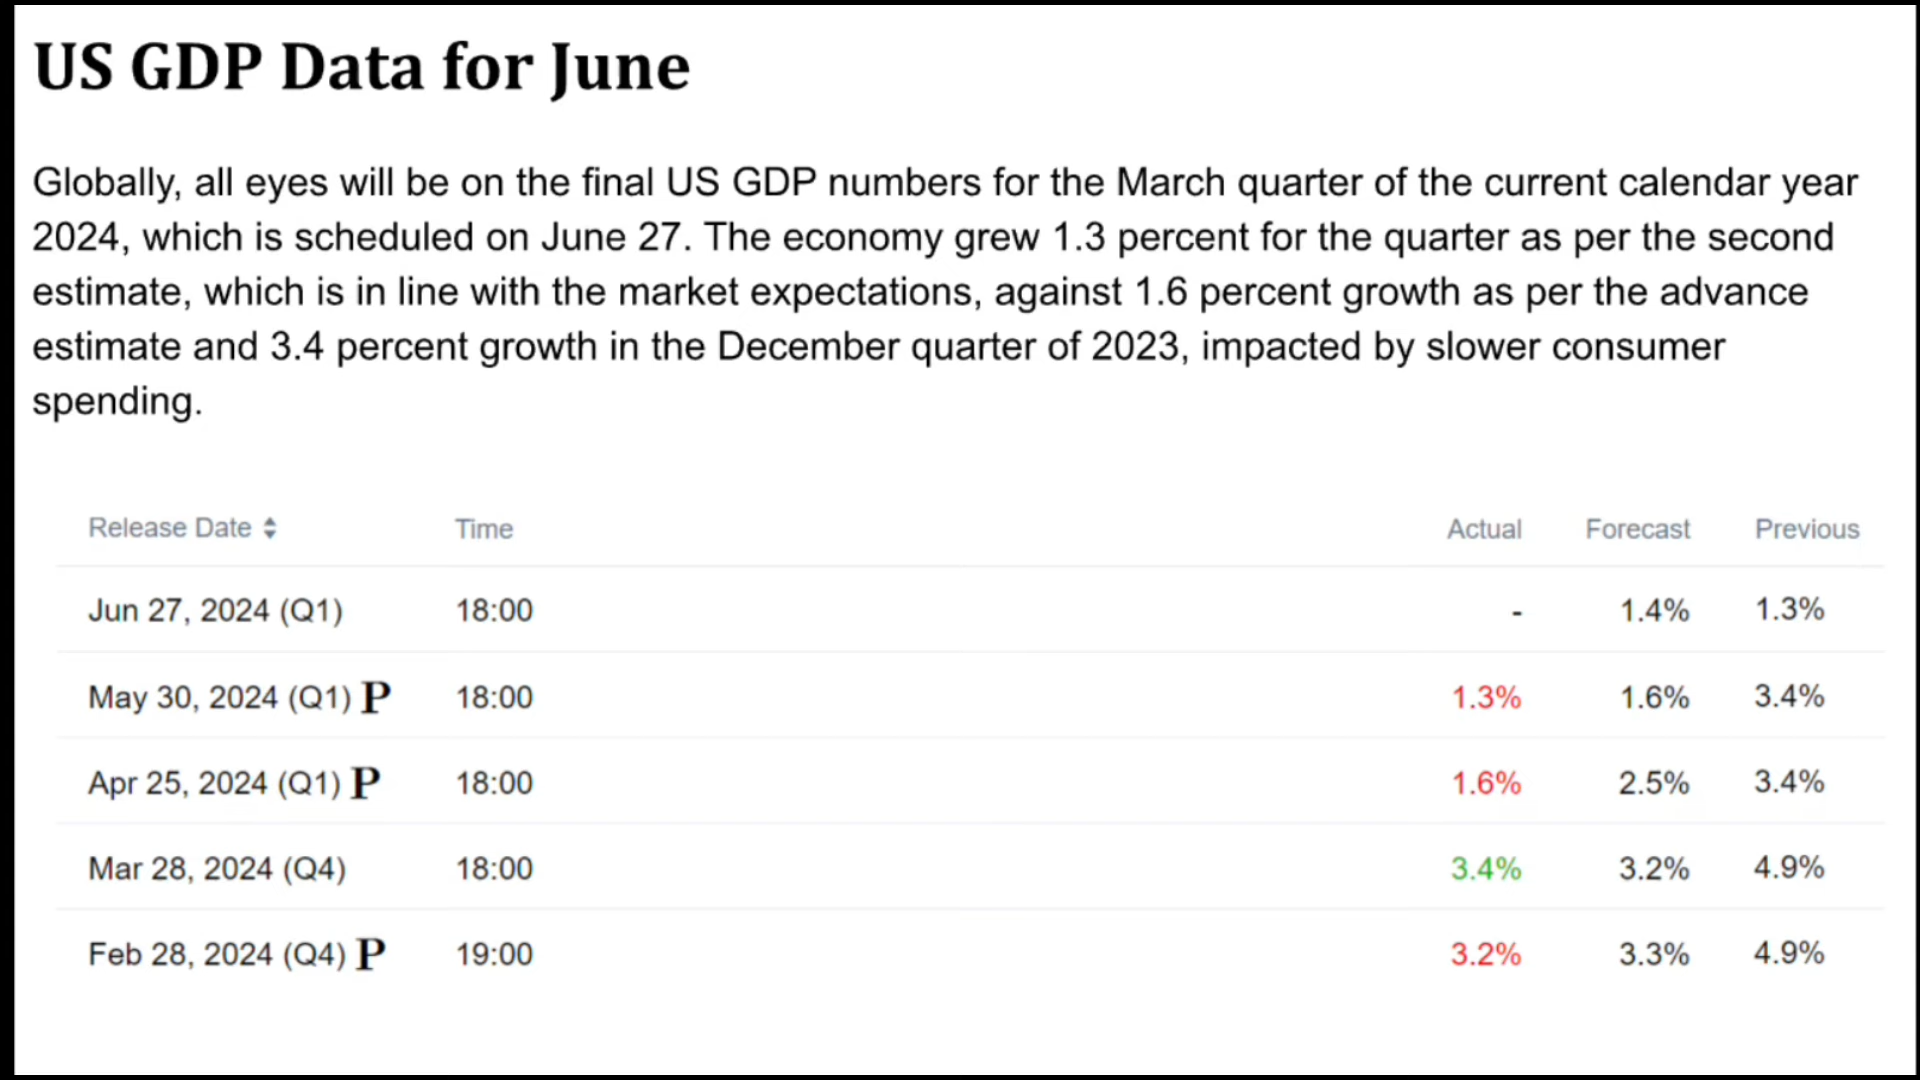 US GDP Data for June
Globally, all eyes will be on the final US GDP numbers for the March quarter of the current calendar year
2024, which is scheduled on June 27. The economy grew 1.3 percent for the quarter as per the second
estimate, which is in line with the market expectations, against 1.6 percent growth as per the advance
estimate and 3.4 percent growth in the December quarter of 2023, impacted by slower consumer
spending.
Release Date Time Actual Forecast Previous
Jun 27, 2024 (Q1) 18:00 - 1.4% 1.3%
May 30, 2024 (Q1) P 18:00 1.3% 1.6% 3.4%
Apr 25, 2024 (Q1) P 18:00 1.6% 2.5% 3.4%
Mar 28, 2024 (Q4) 18:00 3.4% 3.2% 4.9%
Feb 28, 2024 (Q4) P 19:00 3.2% 3.3% 4.9%